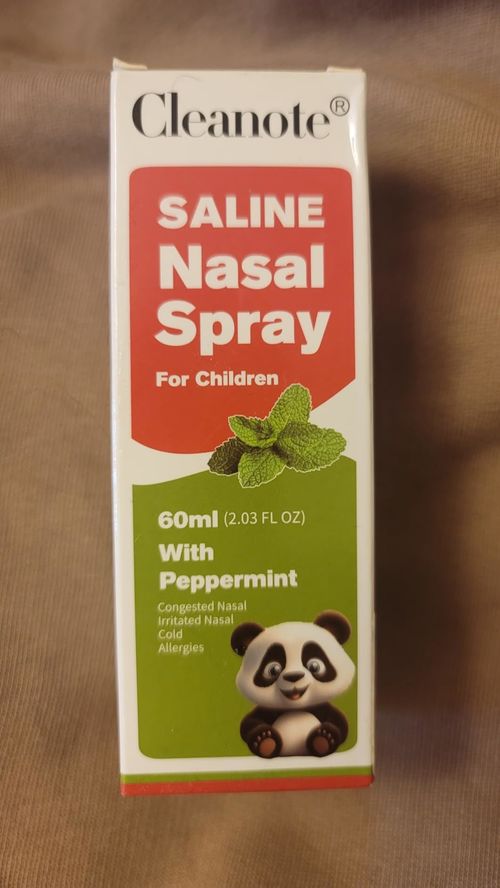 Cleanote®
SALINE
Nasal
Spray
For Children
60ml (2.03 FL OZ)
With
Peppermint
Congested Nasal
Irritated Nasal
Cold
Allergies